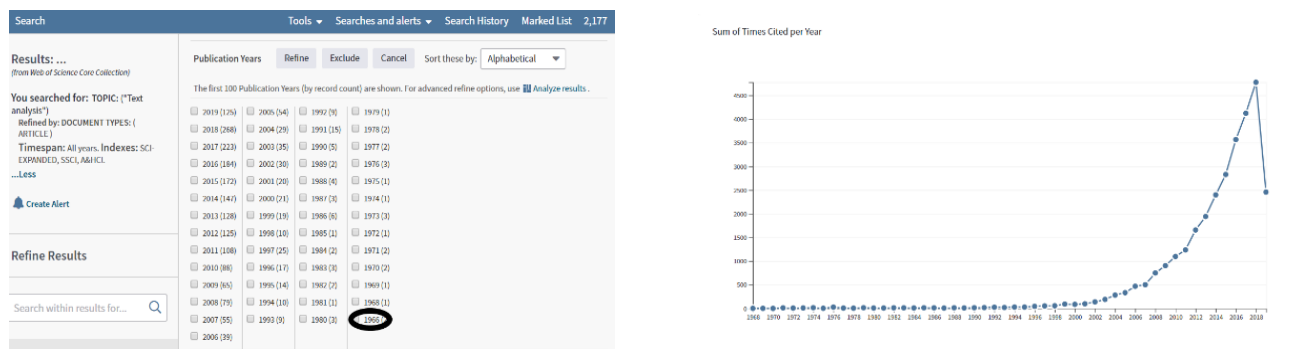 Search Tools Searches and alerts Search History Marked List 2,177
Results: ...
(from Web of Science Core Collection)
You searched for: TOPIC: ("Text
analysis")
Refined by: DOCUMENT TYPES: (
ARTICLE )
Timespan: All years. Indexes: SCI-
EXPANDED, SSCI, A&HCI.
...Less
Create Alert
Refine Results
Search within results for...
Publication Years Refine Exclude Cancel Sort these by: Alphabetical
The first 100 Publication Years (by record count) are shown. For advanced refine options, use Analyze results .
2019 (125) 2005 (54) 1992 (9) 1979 (1)
2018 (268) 2004 (29) 1991 (15) 1978 (2)
2017 (223) 2003 (35) 1990 (5) 1977 (2)
2016 (184) 2002 (30) 1989 (2) 1976 (3)
2015 (172) 2001 (20) 1988 (4) 1975 (1)
2014 (147) 2000 (21) 1987 (3) 1974 (1)
2013 (128) 1999 (19) 1986 (6) 1973 (3)
2012 (125) 1998 (10) 1985 (1) 1972 (1)
2011 (108) 1997 (25) 1984 (2) 1971 (2)
2010 (88) 1996 (17) 1983 (3) 1970 (2)
2009 (65) 1995 (14) 1982 (2) 1969 (1)
2008 (79) 1994 (10) 1981 (1) 1968 (1)
2007 (55) 1993 (9) 1980 (3) 1966
2006 (39)
Sum of Times Cited per Year
4500
4000
3500
3000
2500
2000
1500
1000
500
0
1968 1970 1972 1974 1976 1978 1980 1982 1984 1986 1988 1990 1992 1994 1996 1998 2000 2002 2004 2006 2008 2010 2012 2014 2016 2018